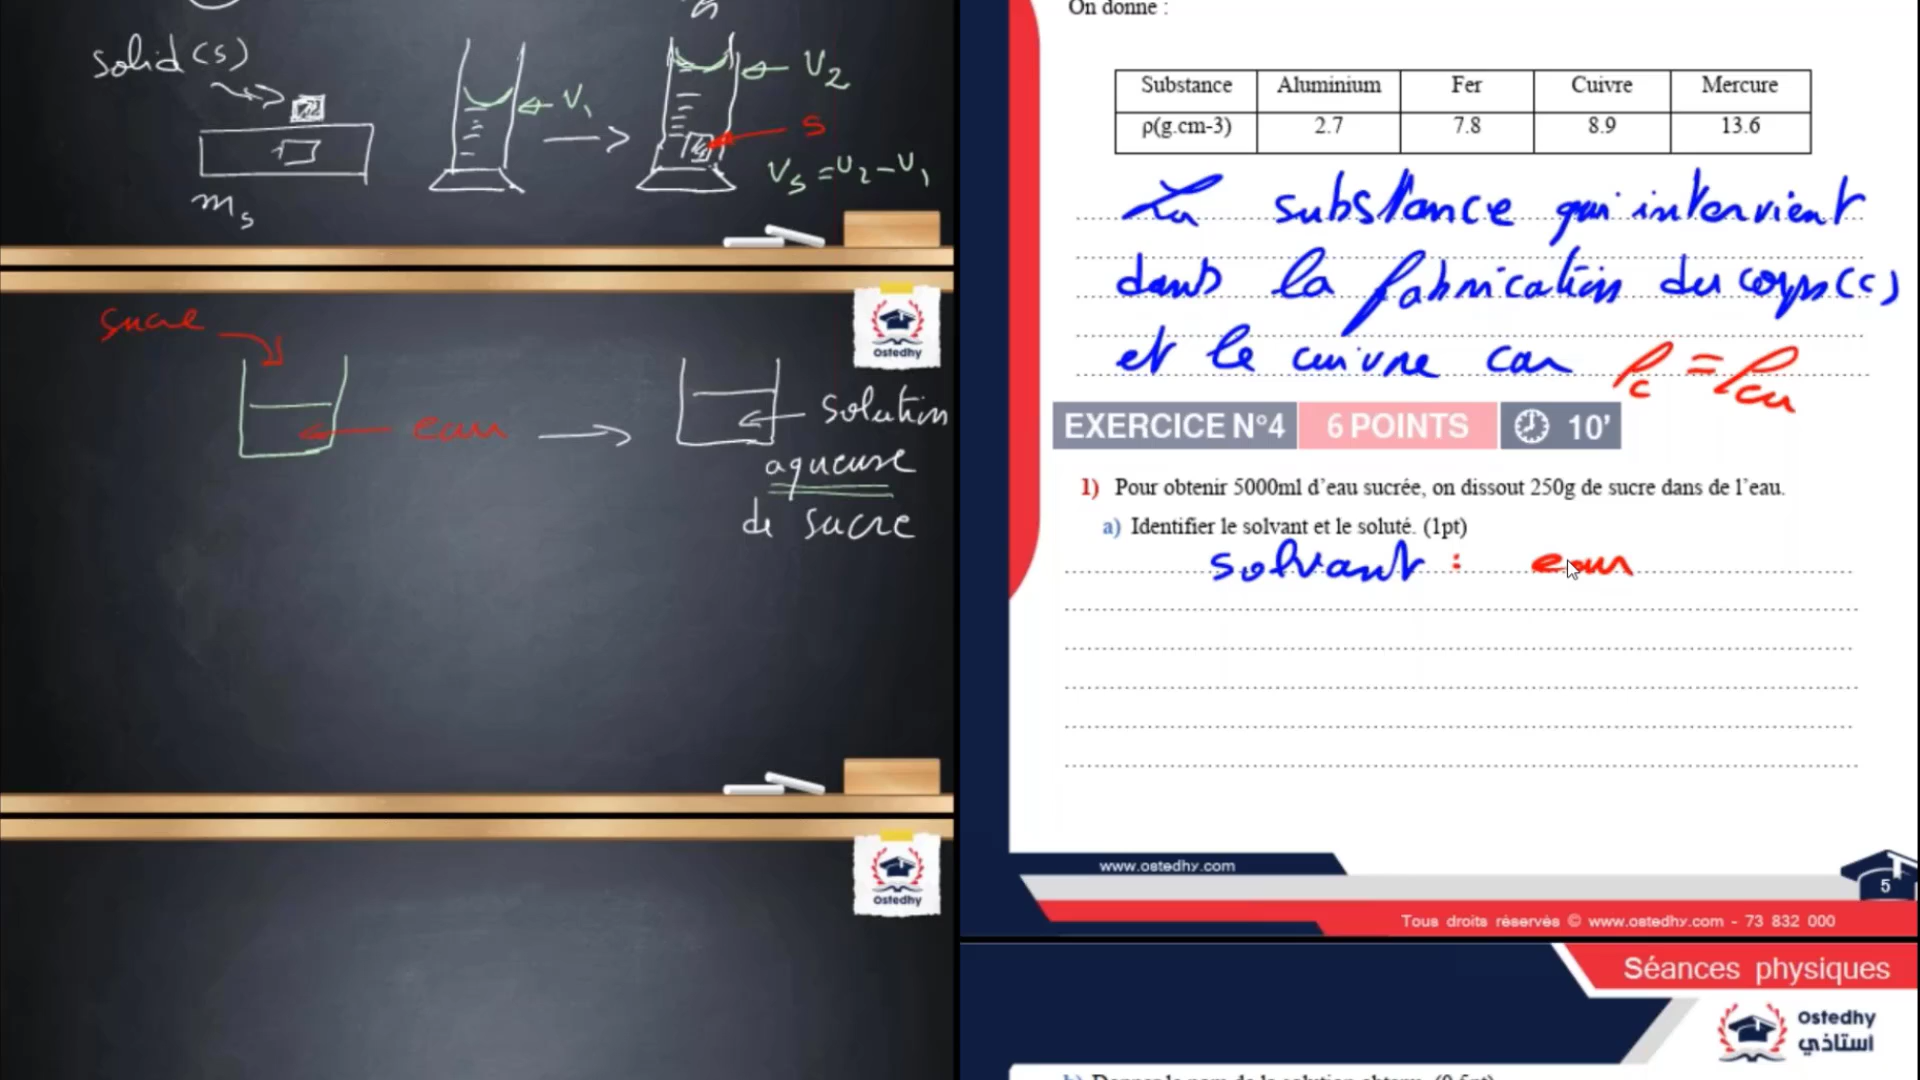 solid (s)
V1
V2
s
Vs = V2 - V1
ms
Ostedhy
sucre
eau
solution
aqueuse
de sucre
Ostedhy
On donne :
Substance Aluminium Fer Cuivre Mercure
ρ(g.cm-3) 2.7 7.8 8.9 13.6
La substance qui intervient
dans la fabrication du corps (c)
et le cuivre car ρc = ρcu
EXERCICE N°4 6 POINTS 10'
1) Pour obtenir 5000ml d'eau sucrée, on dissout 250g de sucre dans de l'eau.
a) Identifier le solvant et le soluté. (1pt)
solvant : eau
www.ostedhy.com
5
Tous droits réservés © www.ostedhy.com - 73 832 000
Séances physiques
Ostedhy
أستاذي